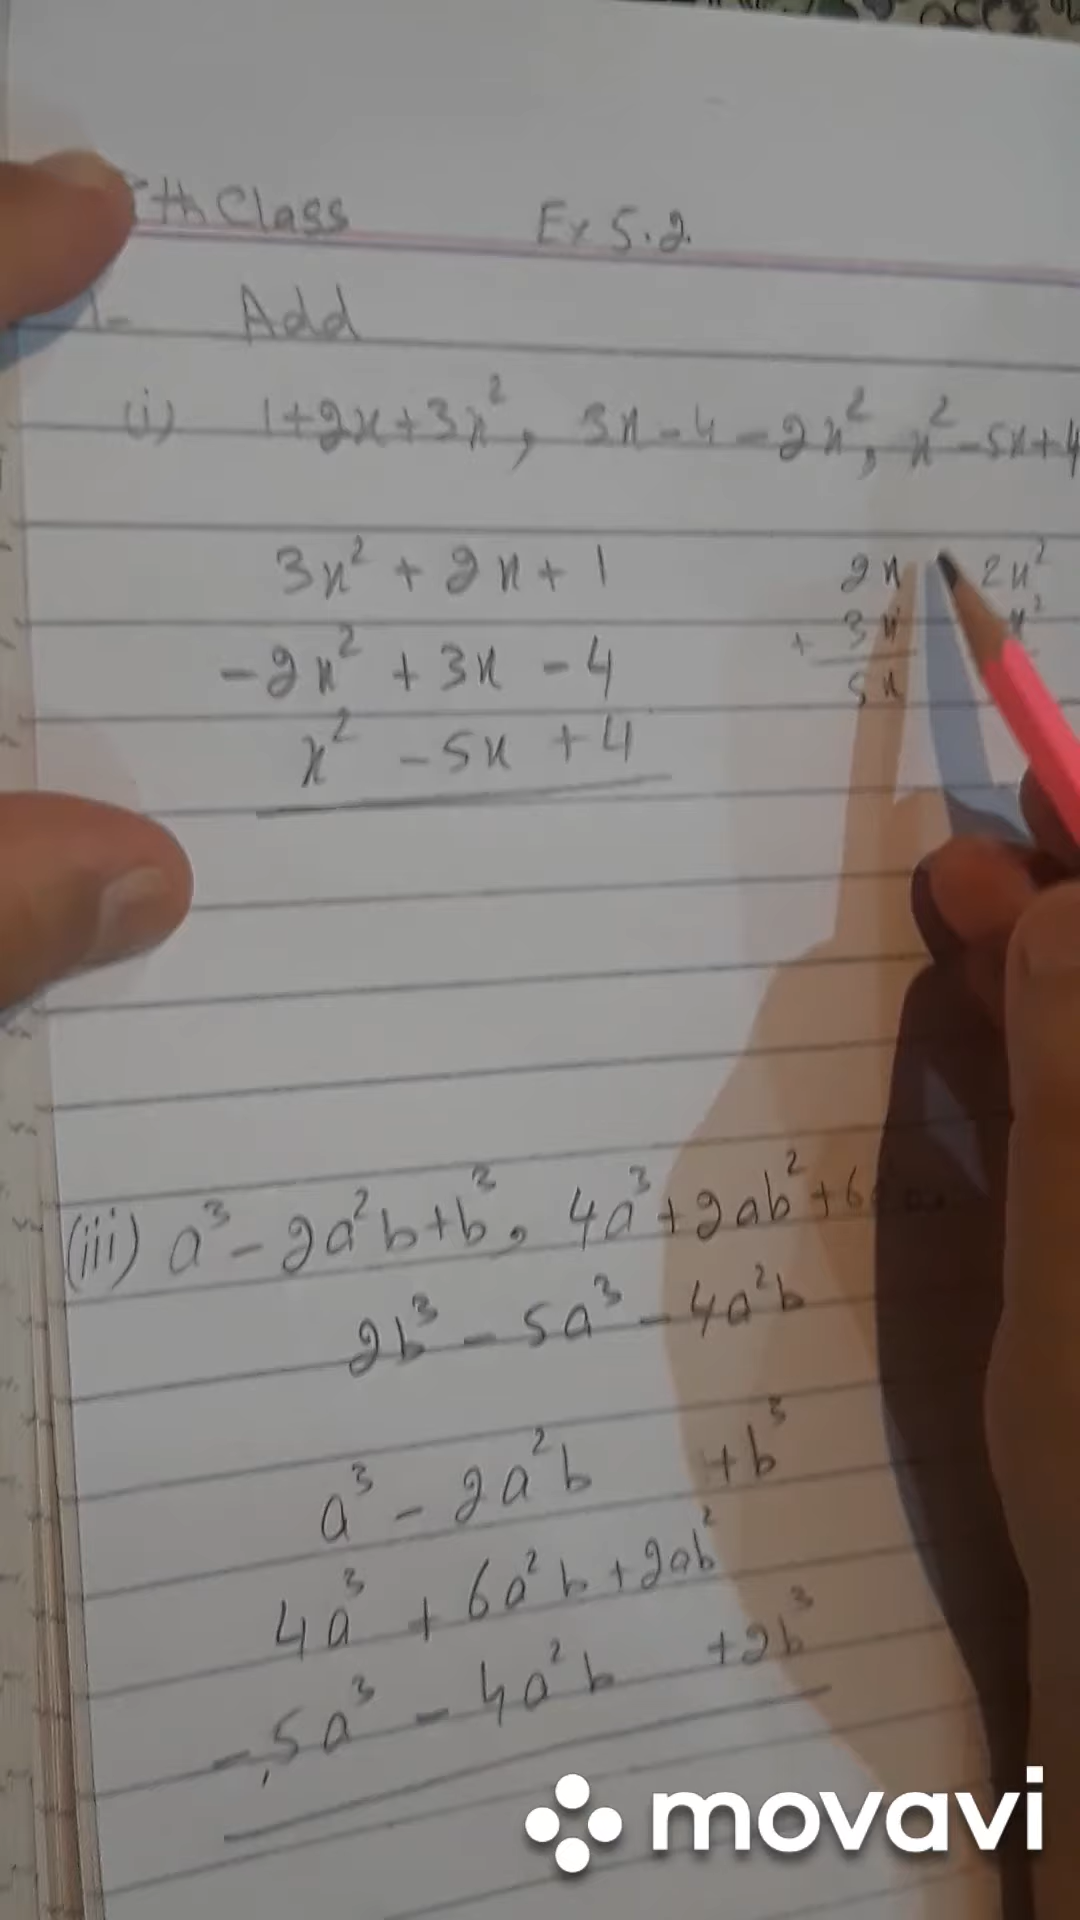 th Class Ex 5.2
1- Add
(i) 1+2x+3x², 3x-4-2x², x²-5x+4
3x² + 2x + 1
-2x² + 3x - 4
x² - 5x + 4
2x 2x²
+ 3x x²
5x
(iii) a³ - 2a²b+b³, 4a³+2ab²+6
2b³ - 5a³ - 4a²b
a³ - 2a²b +b³
4a³ + 6a²b+2ab²
-5a³ - 4a²b +2b³
movavi